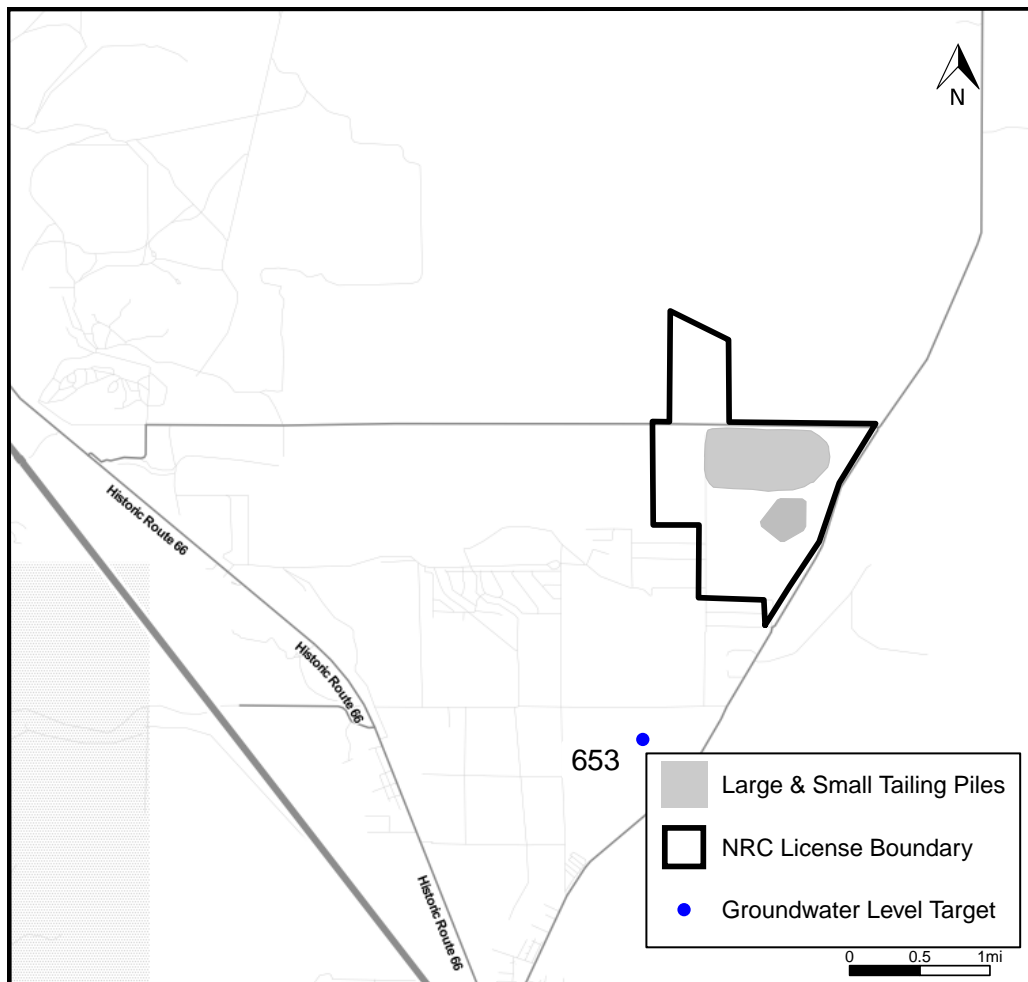 N
Historic Route 66
Historic Route 66
653
Large & Small Tailing Piles
NRC License Boundary
Historic Route 66
Groundwater Level Target
0 0.5 1mi